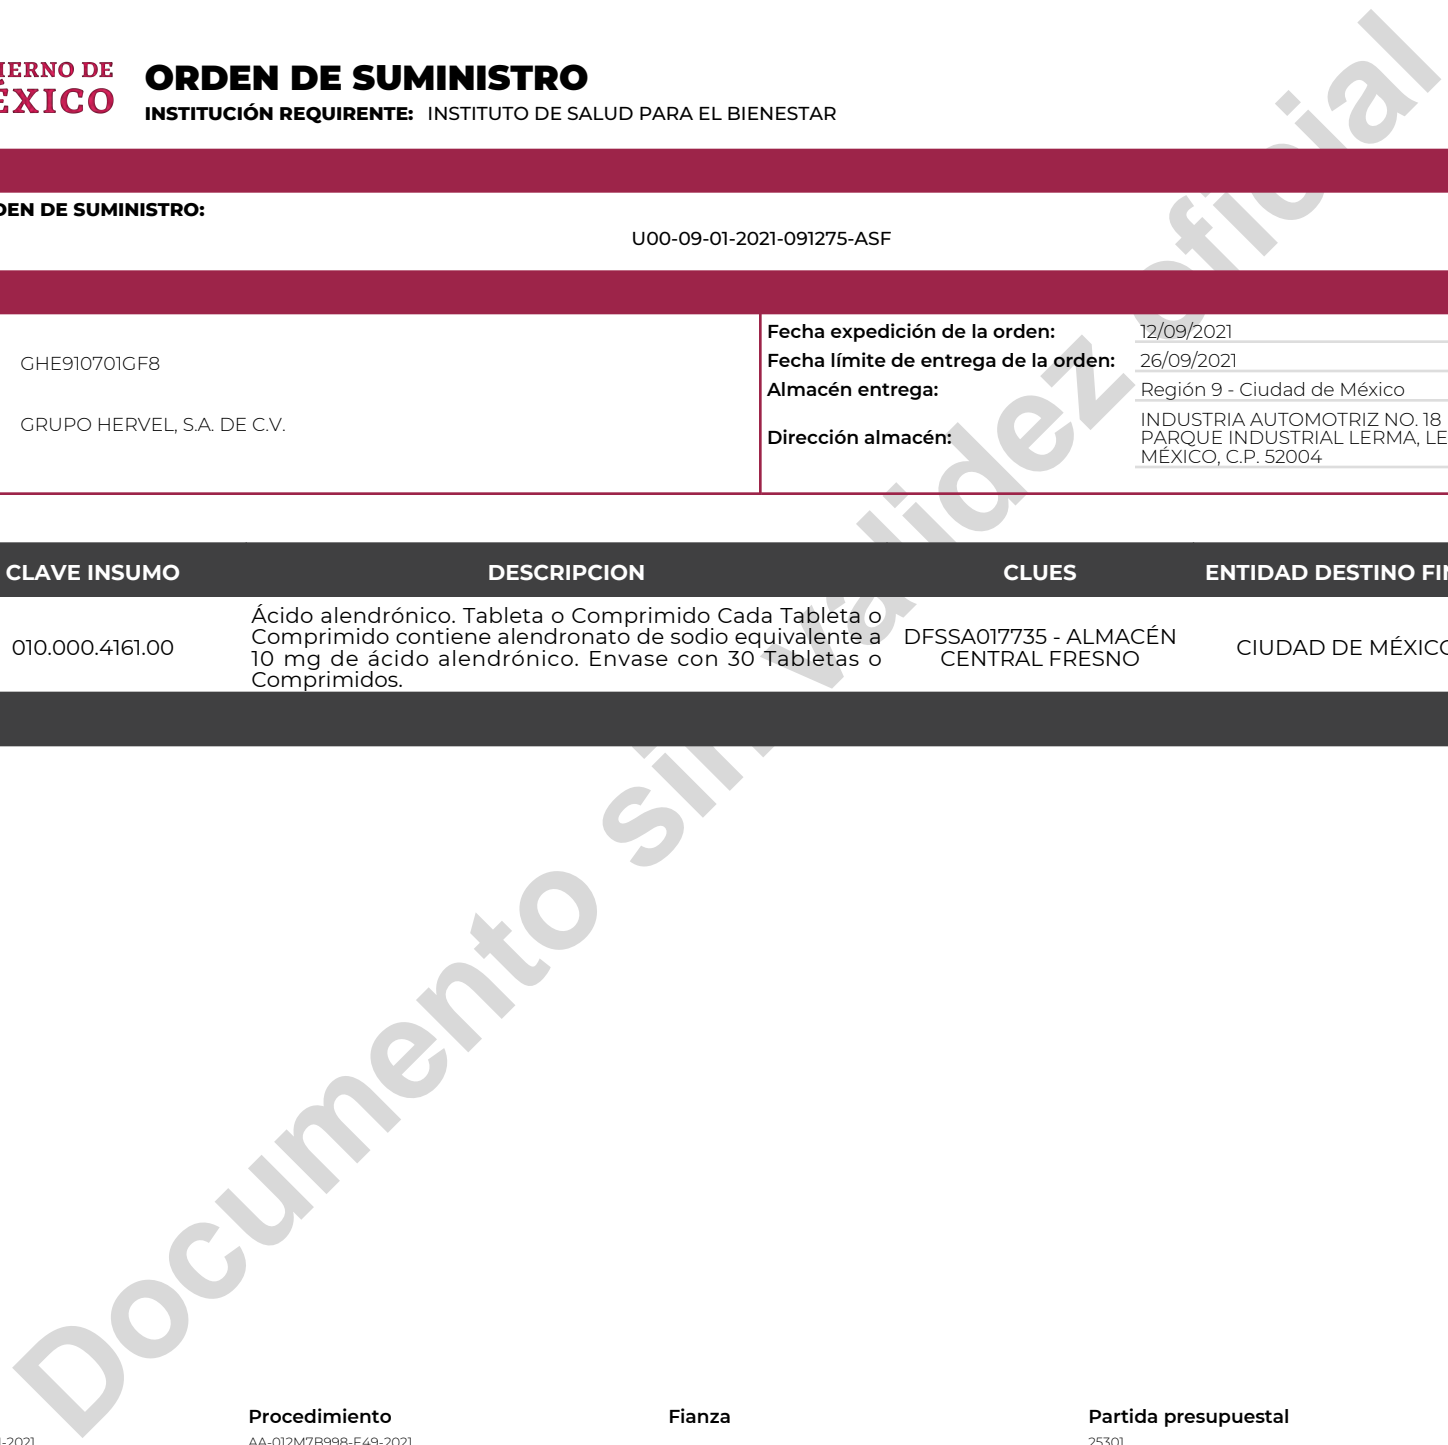 ORDEN DE SUMINISTRO
INSTITUCIÓN REQUIRENTE: INSTITUTO DE SALUD PARA EL BIENESTAR
DE SUMINISTRO:
U00-09-01-2021-091275-ASF
GHE910701GF8
GRUPO HERVEL, S.A. DE C.V.
Fecha expedición de la orden: 12/09/2021
Fecha límite de entrega de la orden: 26/09/2021
Almacén entrega: Región 9 - Ciudad de México
Dirección almacén:
INDUSTRIA AUTOMOTRIZ NO. 18
PARQUE INDUSTRIAL LERMA, LE
MÉXICO, C.P. 52004
CLAVE INSUMO DESCRIPCION CLUES ENTIDAD DESTINO
010.000.4161.00
Ácido alendrónico. Tableta o Comprimido Cada Tableta o
Comprimido contiene alendronato de sodio equivalente a
10 mg de ácido alendrónico. Envase con 30 Tabletas o
Comprimidos.
DFSSA017735 - ALMACÉN
CENTRAL FRESNO
CIUDAD DE MÉXICO
Documento sin validez oficial
Procedimiento Fianza Partida presupuestal
AA-012M7B998-E49-2021
25301